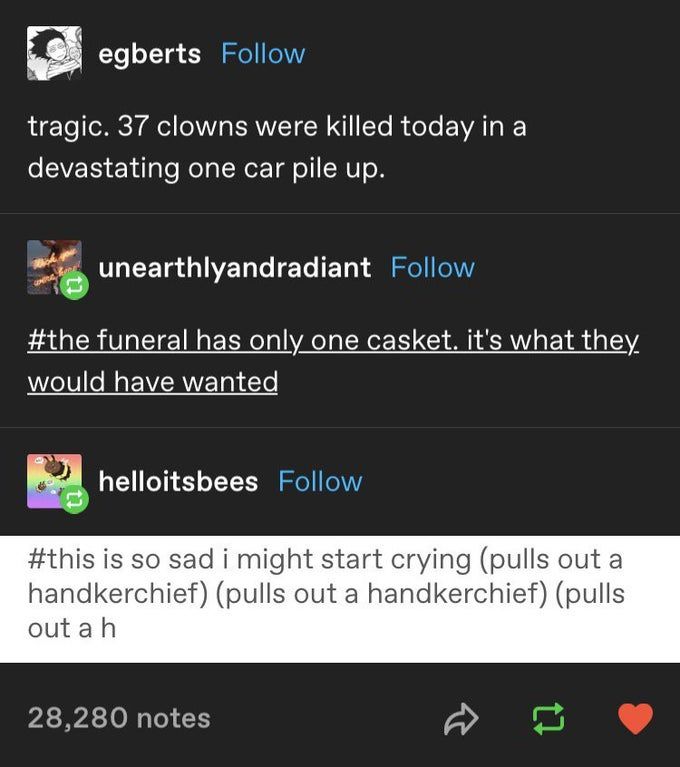 egberts Follow
tragic. 37 clowns were killed today in a
devastating one car pile up.
unearthlyandradiant Follow
#the funeral has only one casket. it's what they
would have wanted
helloitsbees Follow
#this is so sad i might start crying (pulls out a
handkerchief) (pulls out a handkerchief) (pulls
out a h
28,280 notes